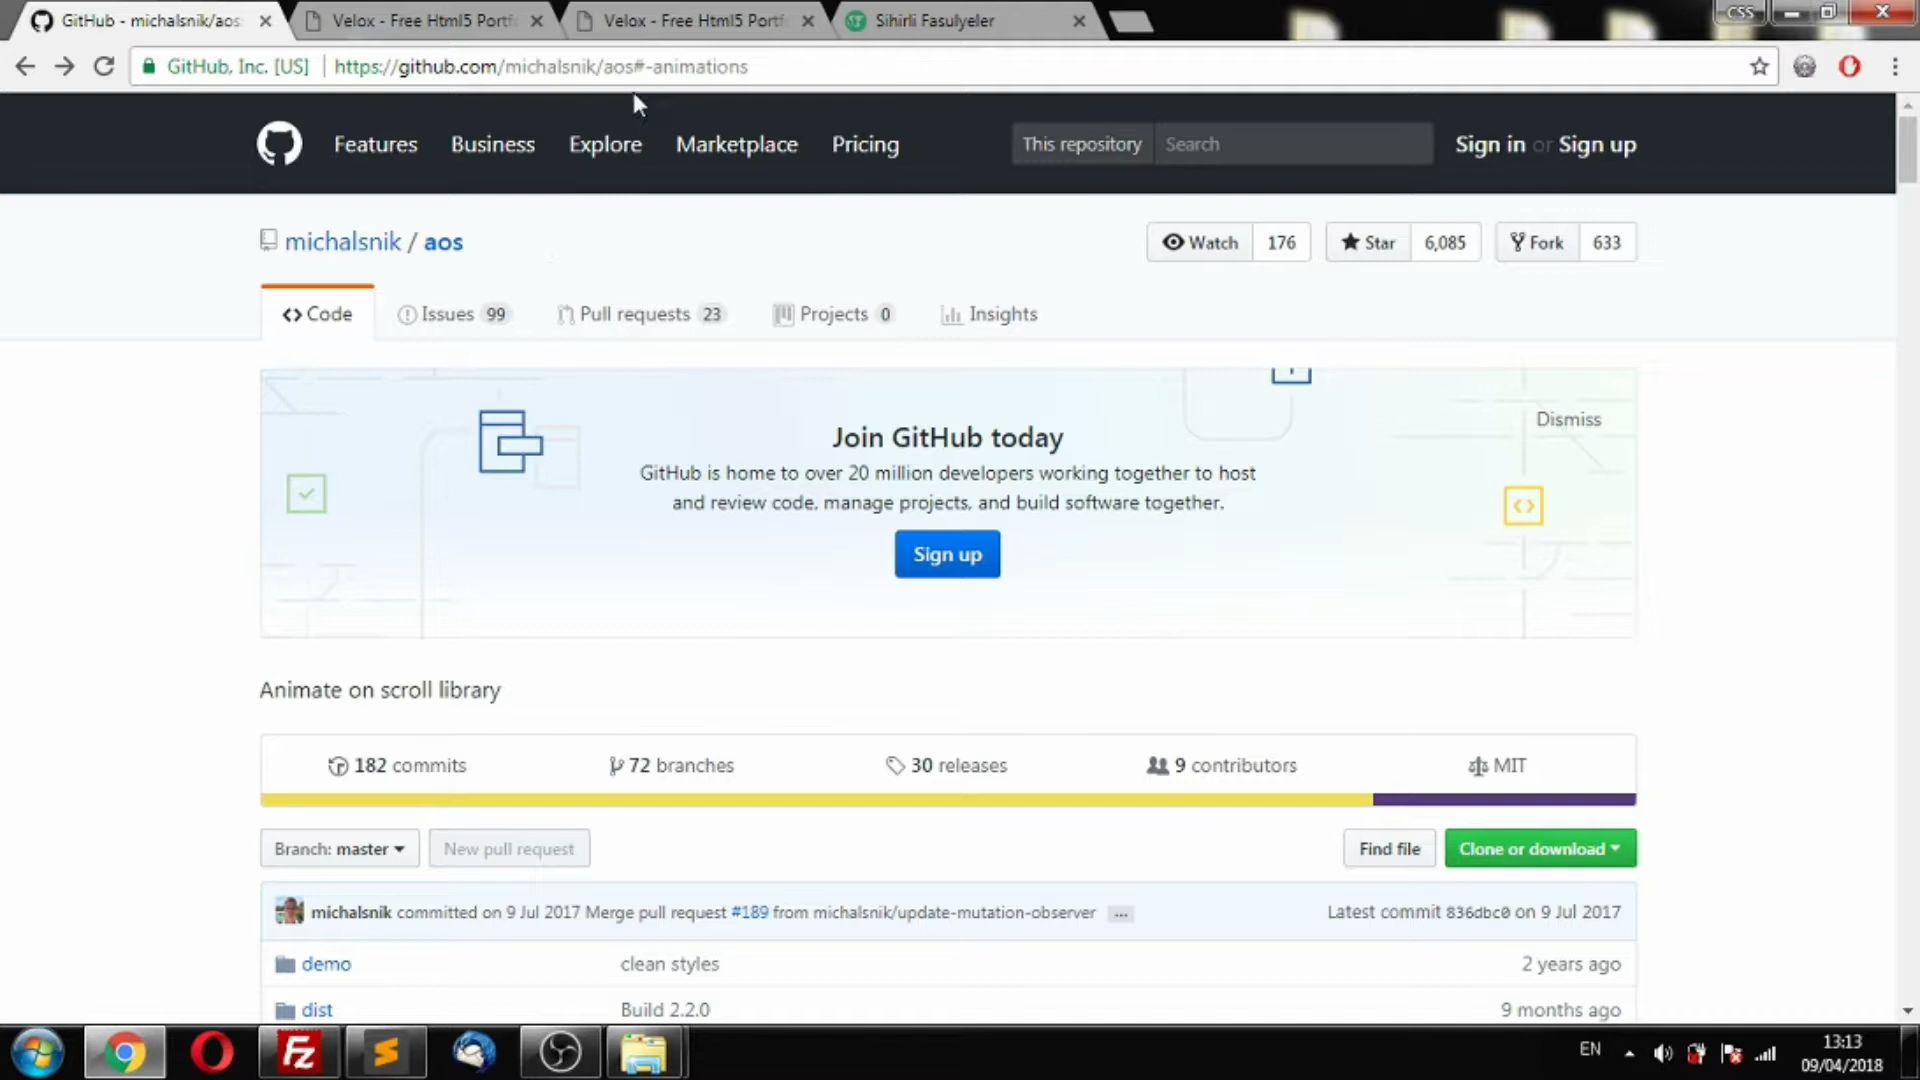 GitHub - michalsnik/aos:
Velox - Free Html5 Portf
Velox - Free Html5 Portf
Sihirli Fasulyeler
CSS
GitHub, Inc. [US]
https://github.com/michalsnik/aos#-animations
Features
Business
Explore
Marketplace
Pricing
This repository
Search
Sign in or Sign up
michalsnik / aos
Watch 176
Star 6,085
Fork 633
Code
Issues 99
Pull requests 23
Projects 0
Insights
Join GitHub today
Dismiss
GitHub is home to over 20 million developers working together to host
and review code, manage projects, and build software together.
Sign up
Animate on scroll library
182 commits
72 branches
30 releases
9 contributors
MIT
Branch: master
New pull request
Find file
Clone or download
michalsnik committed on 9 Jul 2017 Merge pull request #189 from michalsnik/update-mutation-observer ...
Latest commit 836dbc0 on 9 Jul 2017
demo
clean styles
2 years ago
dist
Build 2.2.0
9 months ago
EN
13:13
09/04/2018